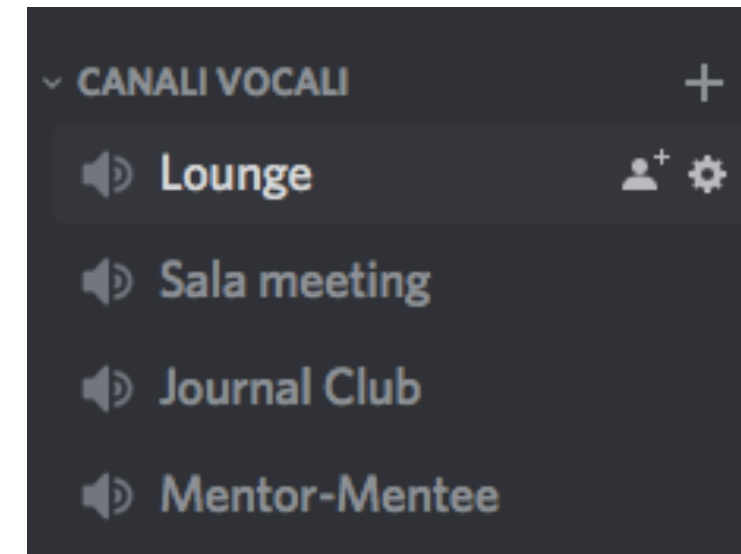 CANALI VOCALI
Lounge
Sala meeting
Journal Club
Mentor-Mentee